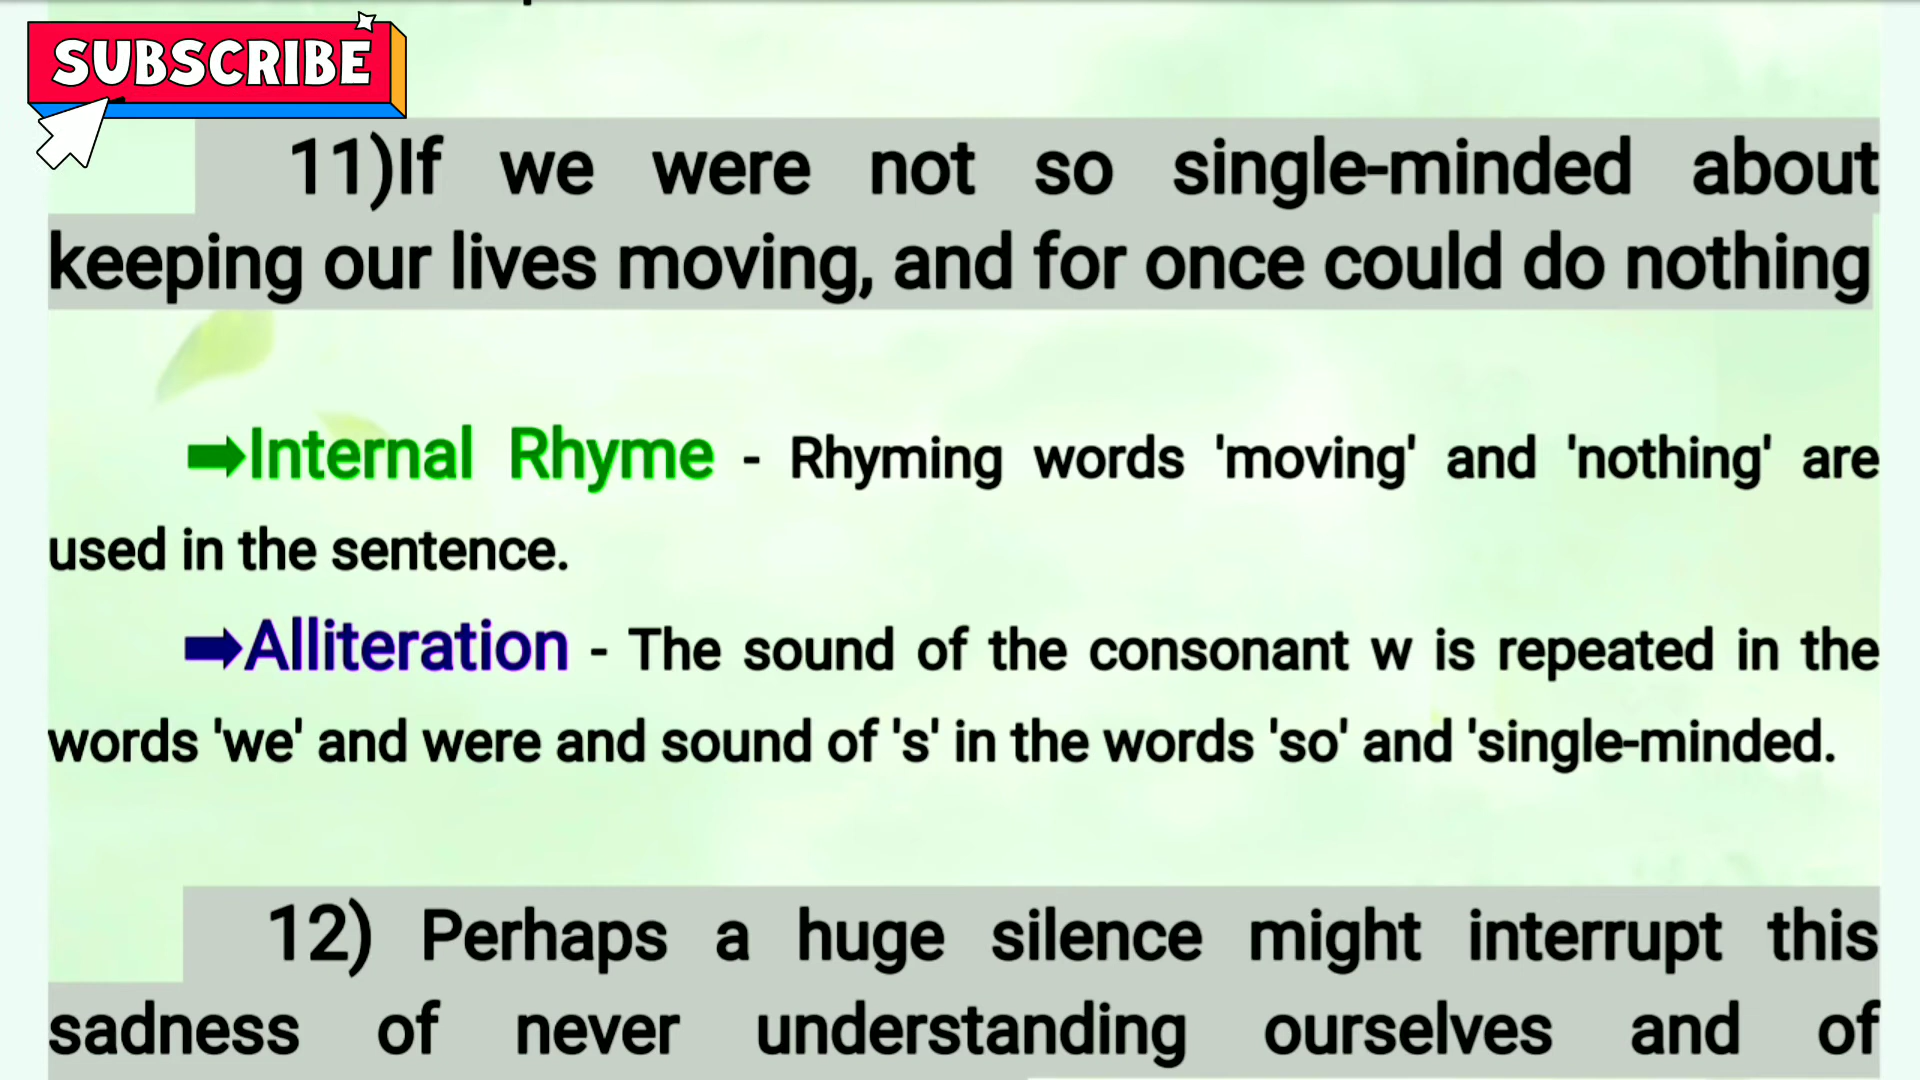 SUBSCRIBE
11)If we were not so single-minded about
keeping our lives moving, and for once could do nothing
➡Internal Rhyme - Rhyming words 'moving' and 'nothing' are
used in the sentence.
➡Alliteration - The sound of the consonant w is repeated in the
words 'we' and were and sound of 's' in the words 'so' and 'single-minded.
12) Perhaps a huge silence might interrupt this
sadness of never understanding ourselves and of